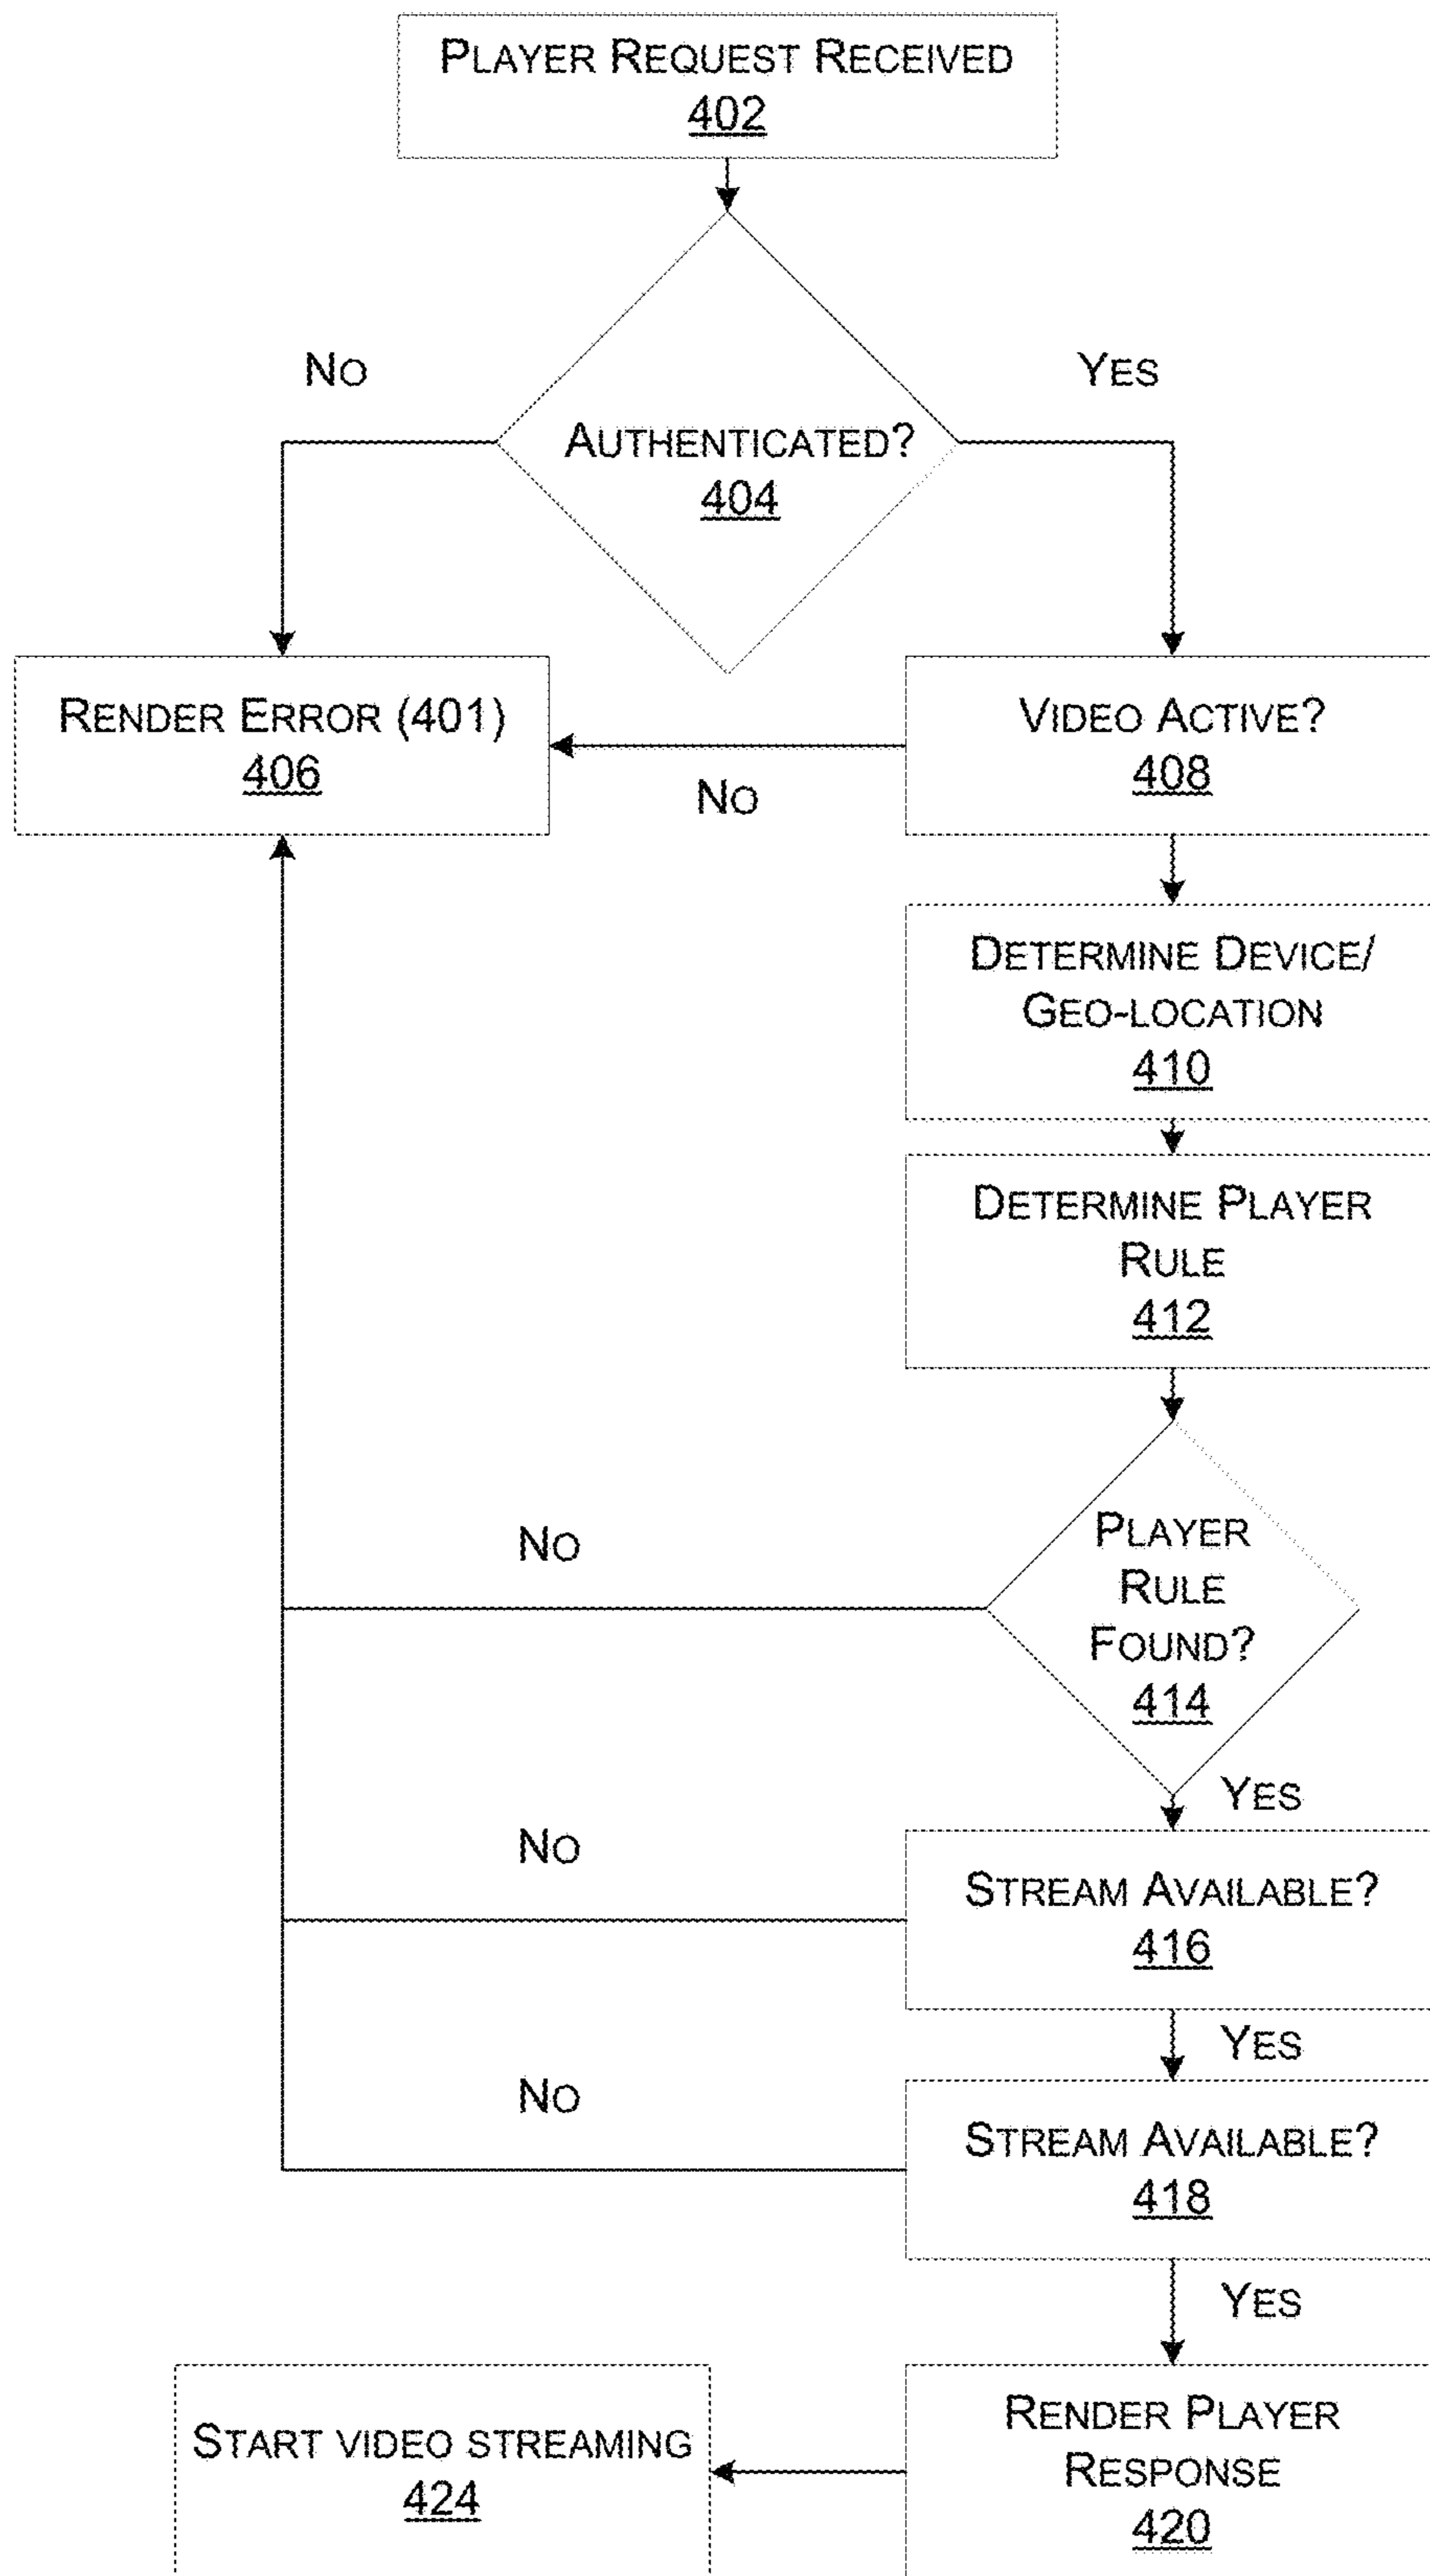 PLAYER REQUEST RECEIVED
402
NO
YES
AUTHENTICATED?
404
RENDER ERROR (401)
406
NO
VIDEO ACTIVE?
408
DETERMINE DEVICE/
GEO-LOCATION
410
DETERMINE PLAYER
RULE
412
NO
PLAYER
RULE
FOUND?
414
YES
NO
STREAM AVAILABLE?
416
YES
NO
STREAM AVAILABLE?
418
YES
START VIDEO STREAMING
424
RENDER PLAYER
RESPONSE
420